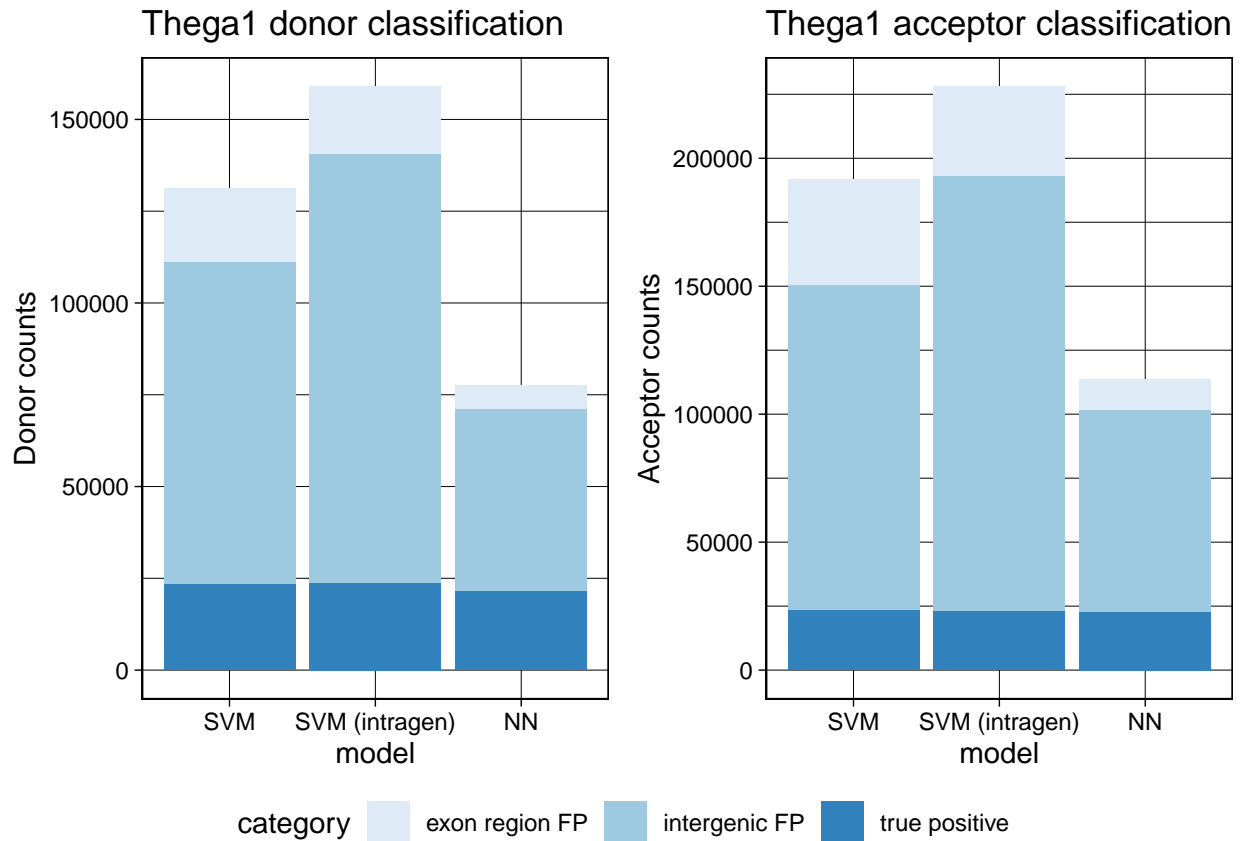 Thega1 donor classification
Donor counts
150000
100000
50000
0
SVM SVM (intragen) NN
model
Thega1 acceptor classification
Acceptor counts
200000
150000
100000
50000
0
SVM SVM (intragen) NN
model
category exon region FP intergenic FP true positive